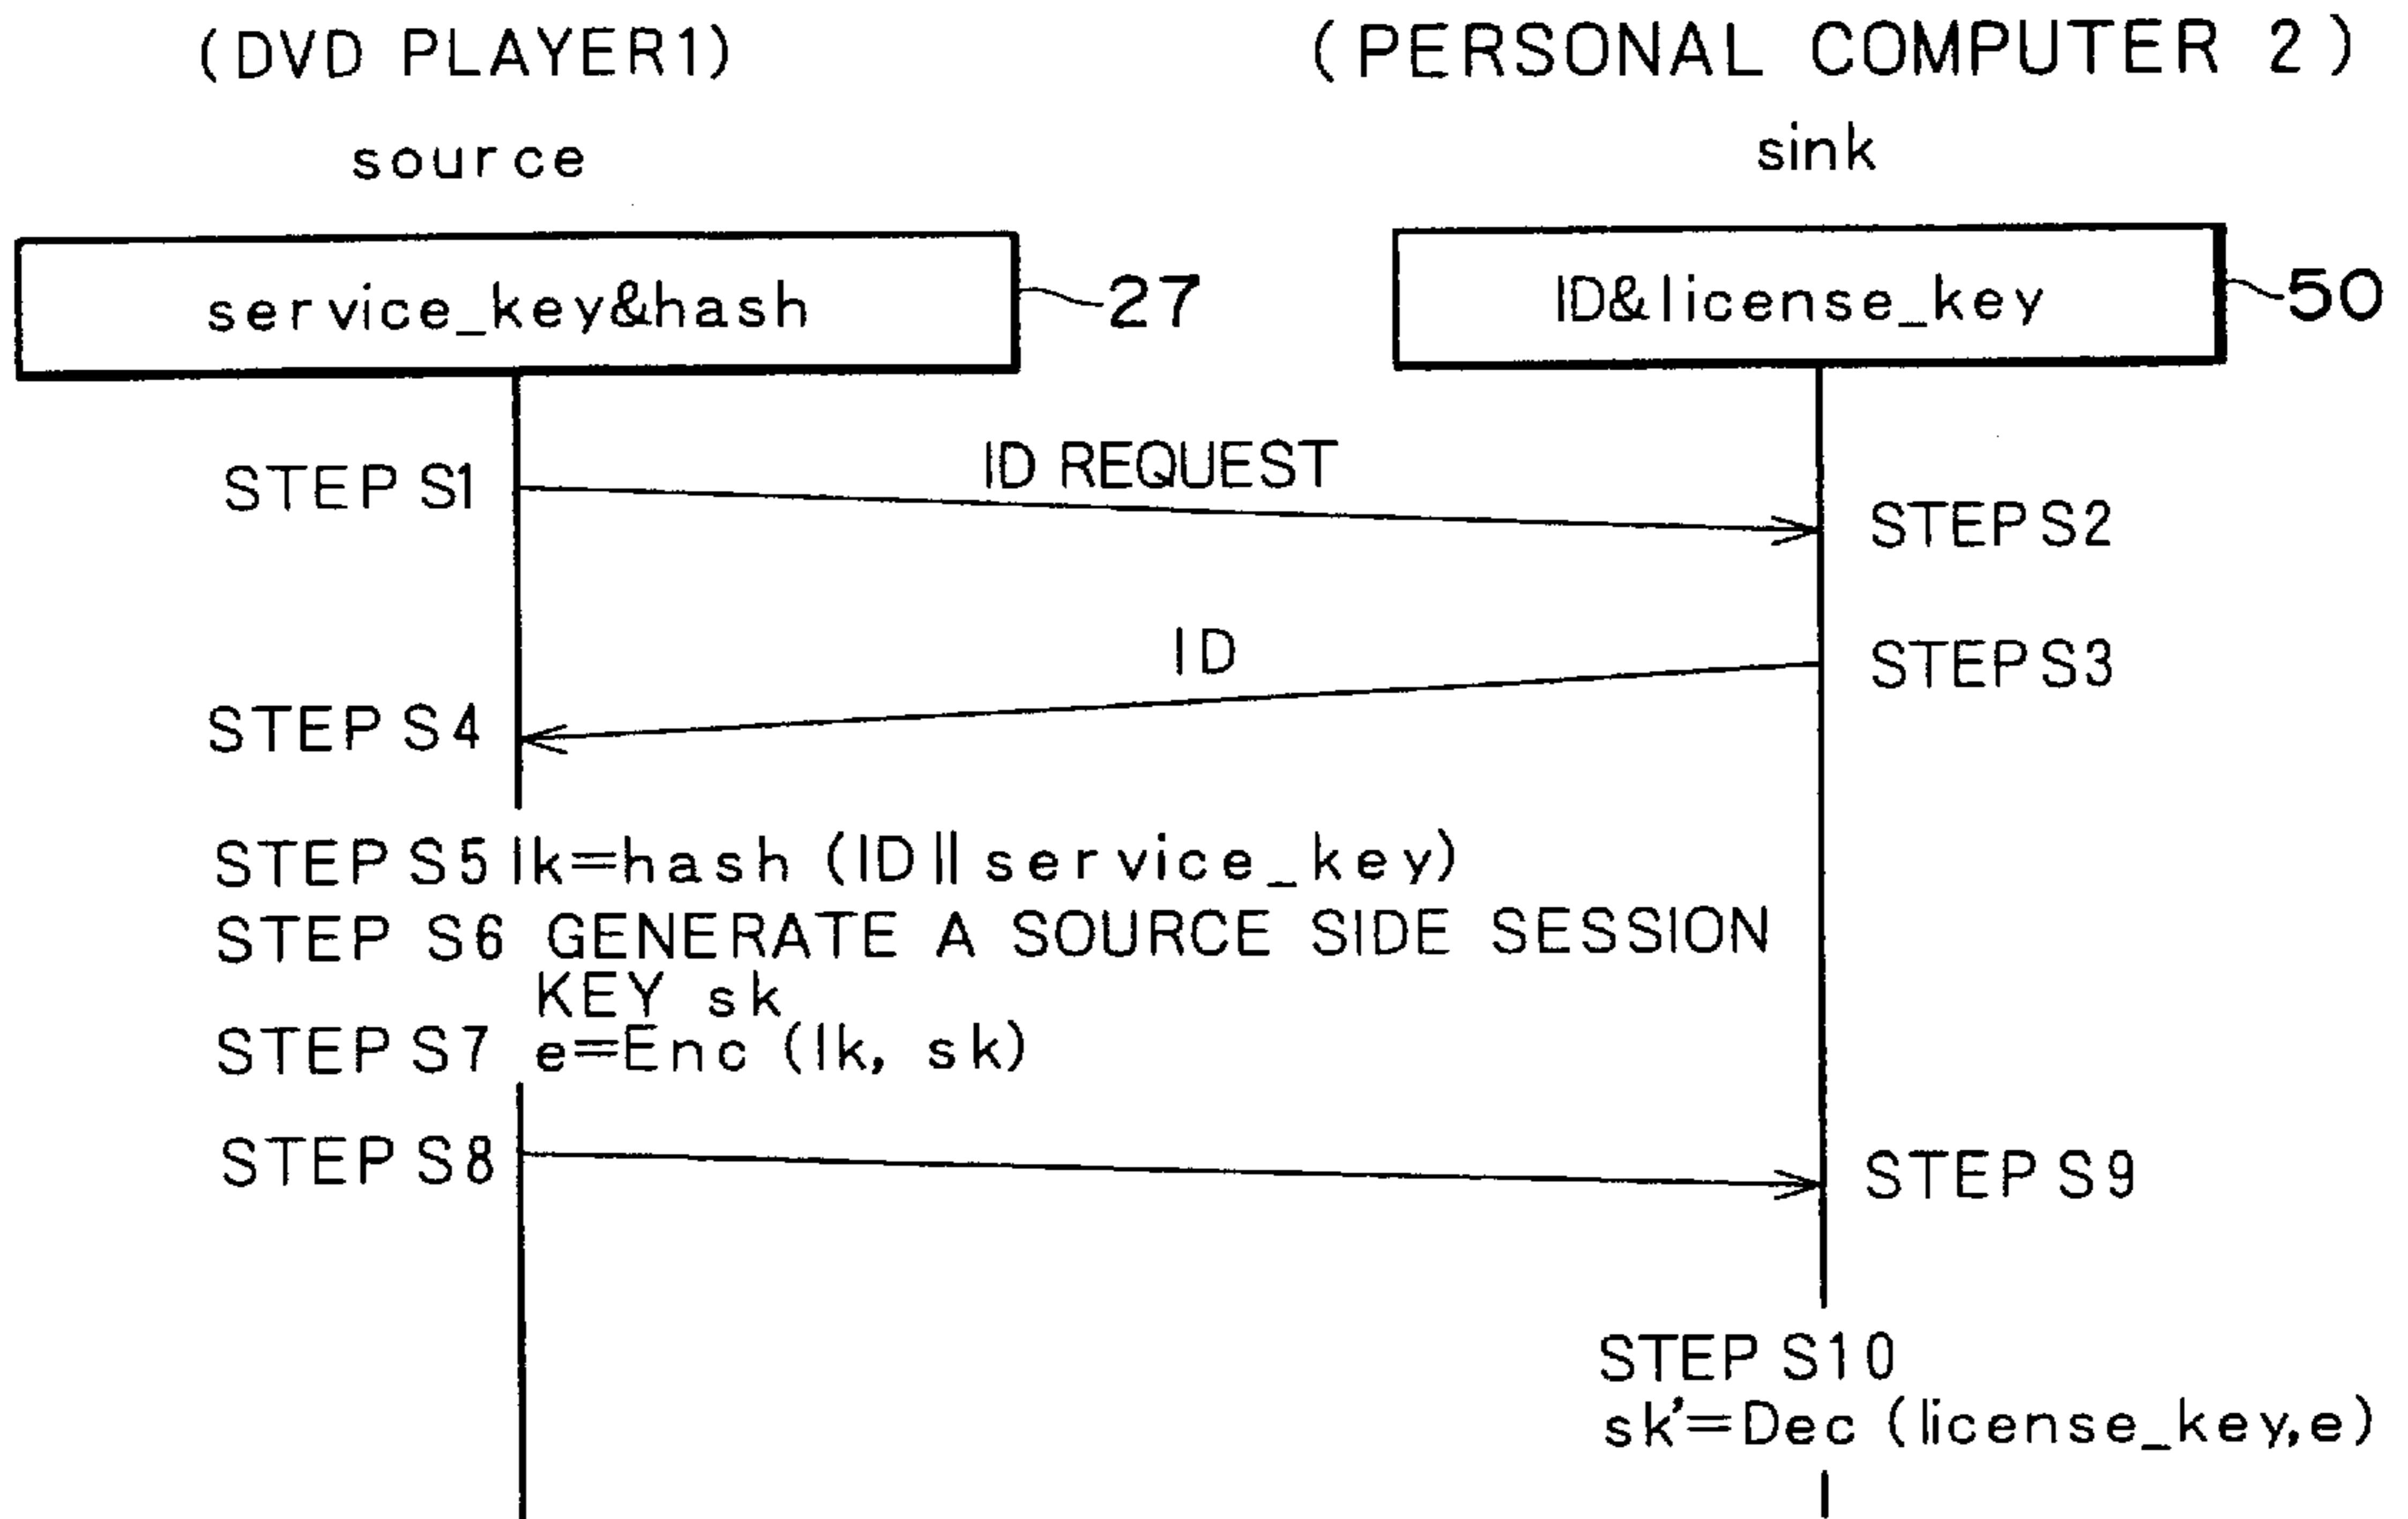 (DVD PLAYER1)
(PERSONAL COMPUTER 2)
source
sink
service_key&hash
27
ID&license_key
50
ID REQUEST
STEP S1
STEP S2
ID
STEP S3
STEP S4
STEP S5 lk=hash (ID || service_key)
STEP S6 GENERATE A SOURCE SIDE SESSION
KEY sk
STEP S7 e=Enc (lk, sk)
STEP S8
STEP S9
STEP S10
sk'=Dec (license_key,e)